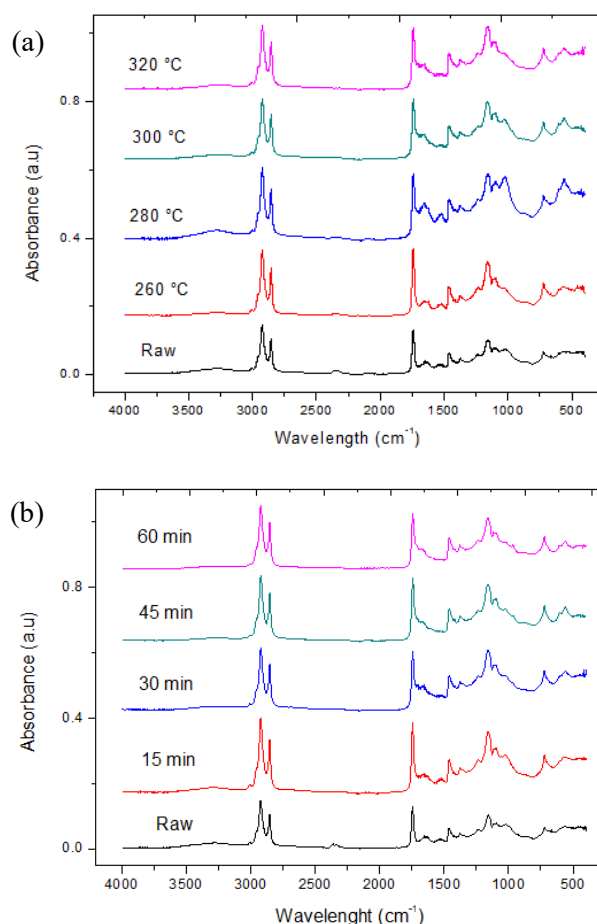 (a)
320 °C
300 °C
280 °C
260 °C
Raw
Absorbance (a.u)
0.8
0.4
0.0
4000 3500 3000 2500 2000 1500 1000 500
Wavelength (cm-1)
(b)
60 min
45 min
30 min
15 min
Raw
Absorbance (a.u)
0.8
0.4
0.0
4000 3500 3000 2500 2000 1500 1000 500
Wavelenght (cm-1)